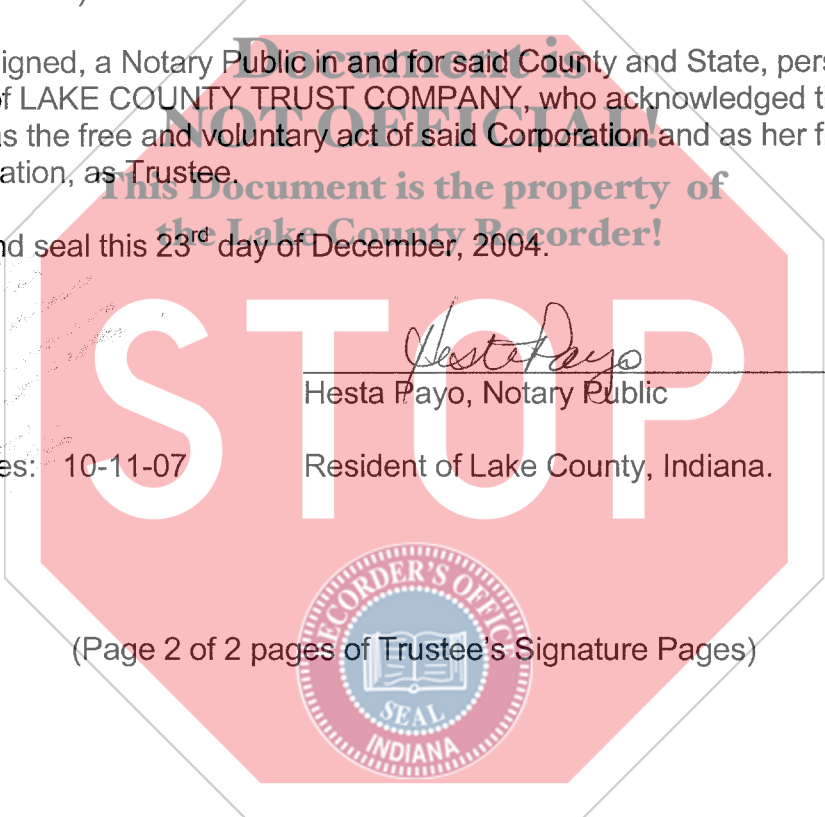 )
igned, a Notary Public in and for said County and State, pers
f LAKE COUNTY TRUST COMPANY, who acknowledged t
s the free and voluntary act of said Corporation and as her f
ation, as Trustee.
nd seal this 23rd day of December, 2004.
Document is
NOT OFFICIAL!
This Document is the property of
the Lake County Recorder!
STOP
Hesta Payo
Hesta Payo, Notary Public
es: 10-11-07 Resident of Lake County, Indiana.
RECORDER'S OFFICE
(Page 2 of 2 pages of Trustee's Signature Pages)
SEAL
INDIANA